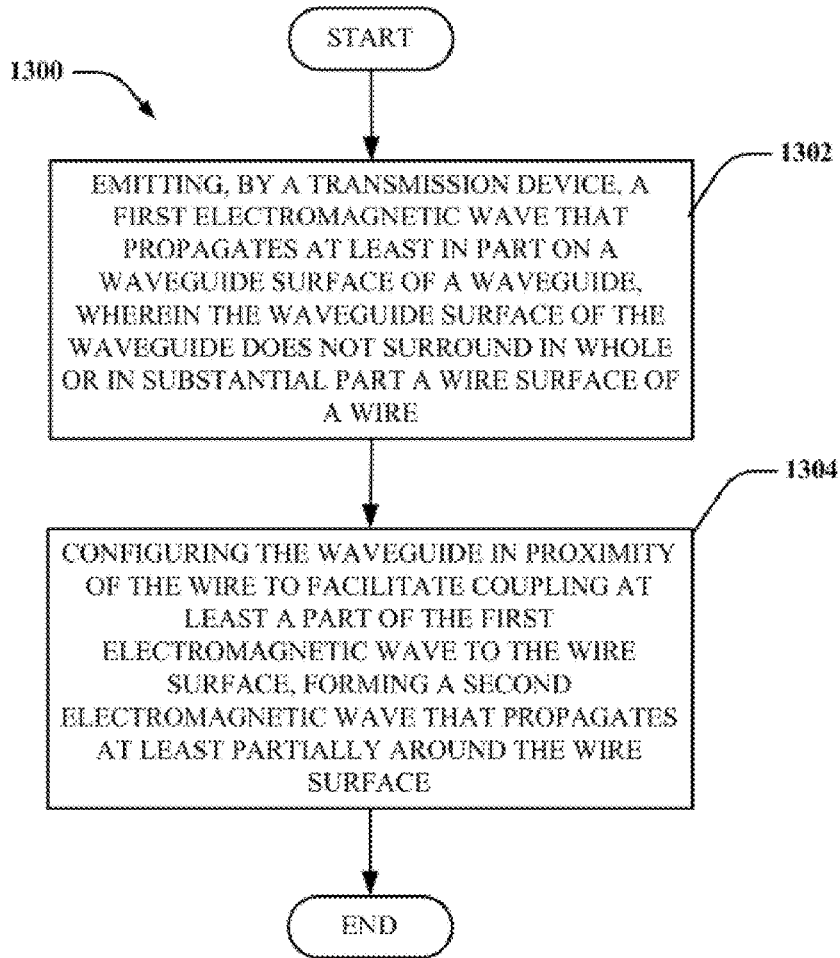 START
1300
1302
EMITTING, BY A TRANSMISSION DEVICE, A
FIRST ELECTROMAGNETIC WAVE THAT
PROPAGATES AT LEAST IN PART ON A
WAVEGUIDE SURFACE OF A WAVEGUIDE,
WHEREIN THE WAVEGUIDE SURFACE OF THE
WAVEGUIDE DOES NOT SURROUND IN WHOLE
OR IN SUBSTANTIAL PART A WIRE SURFACE OF
A WIRE
1304
CONFIGURING THE WAVEGUIDE IN PROXIMITY
OF THE WIRE TO FACILITATE COUPLING AT
LEAST A PART OF THE FIRST
ELECTROMAGNETIC WAVE TO THE WIRE
SURFACE, FORMING A SECOND
ELECTROMAGNETIC WAVE THAT PROPAGATES
AT LEAST PARTIALLY AROUND THE WIRE
SURFACE
END